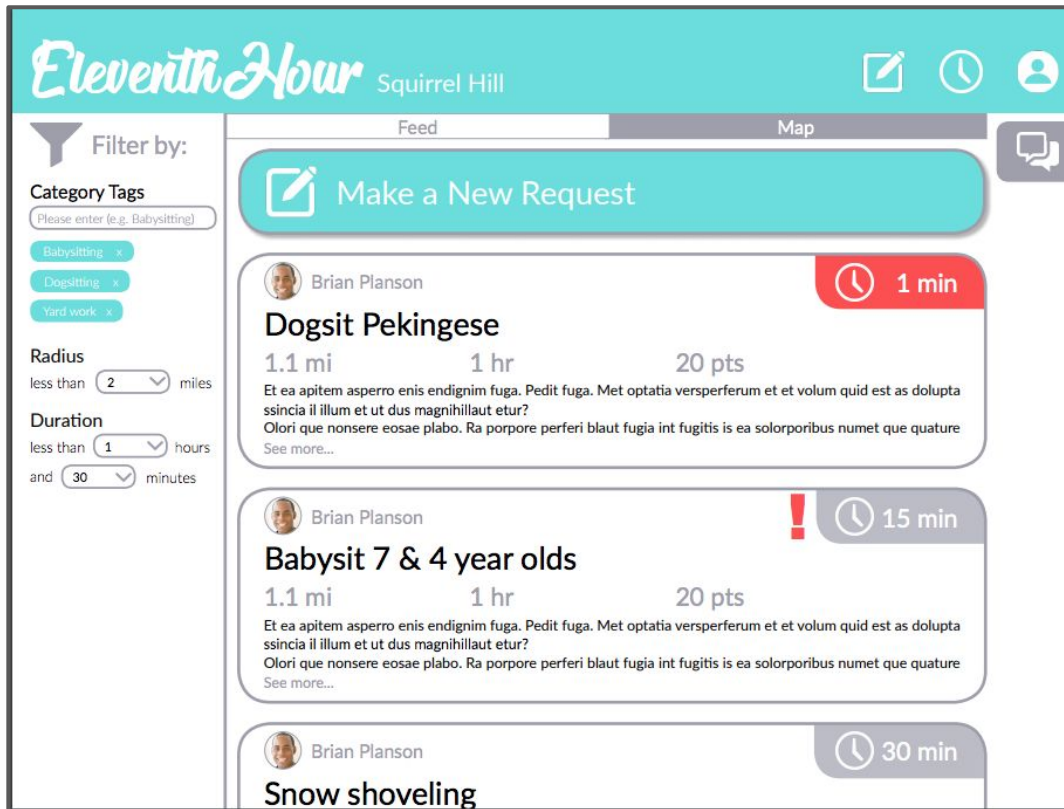 Eleventh Hour Squirrel Hill
Filter by:
Category Tags
Please enter (e.g. Babysitting)
Babysitting x
Dogsitting x
Yard work x
Radius
less than 2 miles
Duration
less than 1 hours
and 30 minutes
Feed
Map
Make a New Request
Brian Planson
1 min
Dogsit Pekingese
1.1 mi 1 hr 20 pts
Et ea apitem asperro enis endignim fuga. Pedit fuga. Met optatia versperferum et et volum quid est as dolupta
ssincia il illum et ut dus magnihillaut etur?
Olori que nonsere eosae plabo. Ra porpore perferi blaut fugia int fugitis is ea solorporibus numet que quature
See more...
Brian Planson
! 15 min
Babysit 7 & 4 year olds
1.1 mi 1 hr 20 pts
Et ea apitem asperro enis endignim fuga. Pedit fuga. Met optatia versperferum et et volum quid est as dolupta
ssincia il illum et ut dus magnihillaut etur?
Olori que nonsere eosae plabo. Ra porpore perferi blaut fugia int fugitis is ea solorporibus numet que quature
See more...
Brian Planson
30 min
Snow shoveling